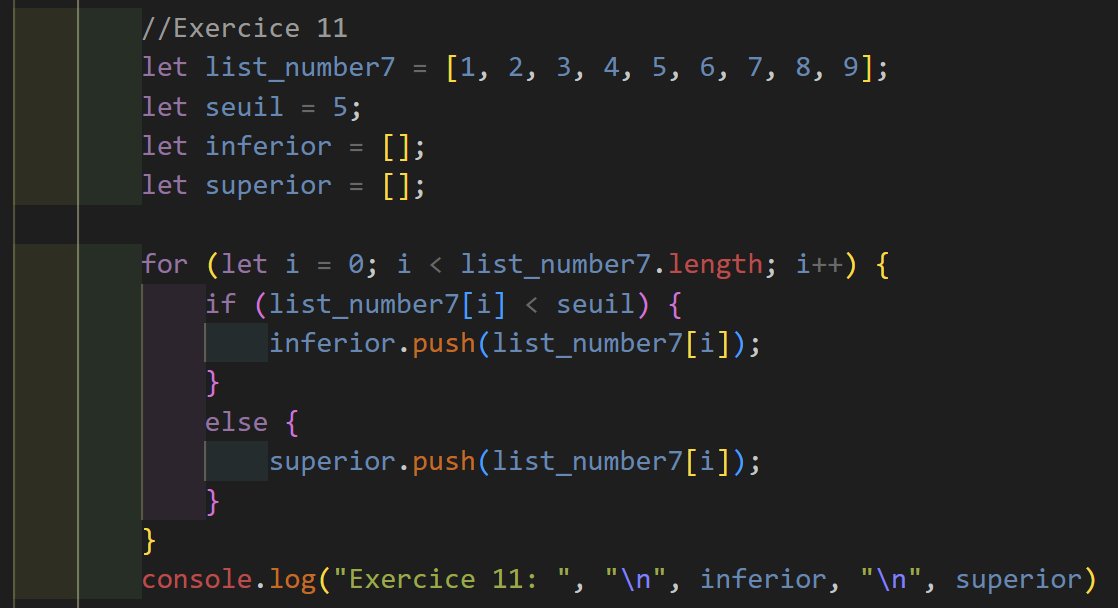 //Exercice 11
let list_number7 = [1, 2, 3, 4, 5, 6, 7, 8, 9];
let seuil = 5;
let inferior = [];
let superior = [];

for (let i = 0; i < list_number7.length; i++) {
    if (list_number7[i] < seuil) {
        inferior.push(list_number7[i]);
    }
    else {
        superior.push(list_number7[i]);
    }
}
console.log("Exercice 11: ", "\n", inferior, "\n", superior)